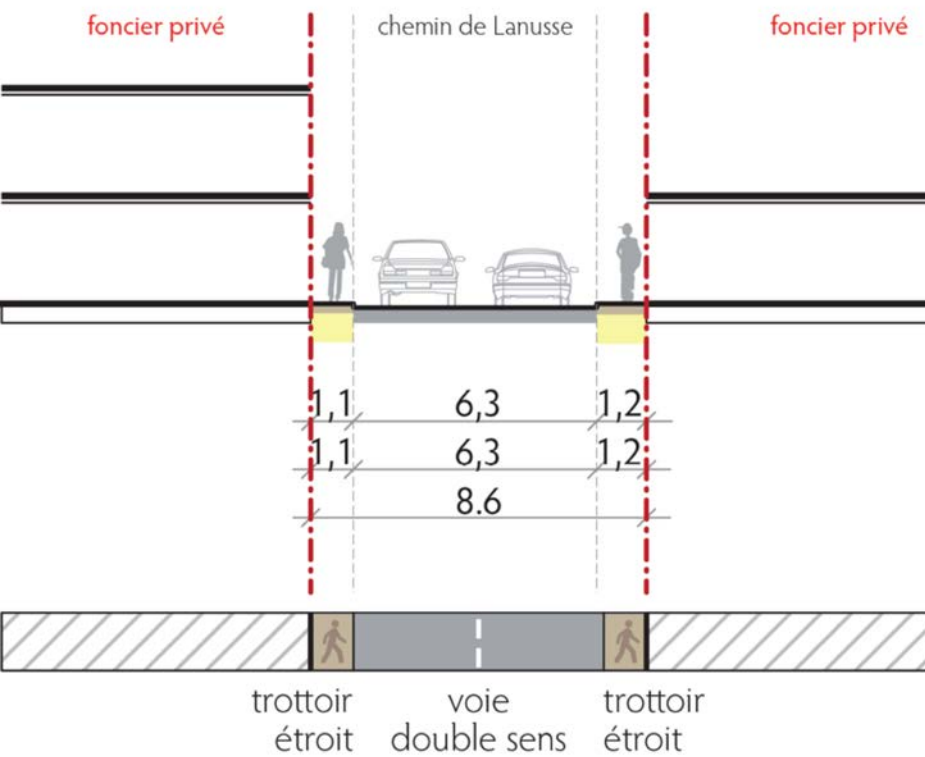 foncier privé chemin de Lanusse foncier privé
1,1 6,3 1,2
1,1 6,3 1,2
8.6
trottoir voie trottoir
étroit double sens étroit